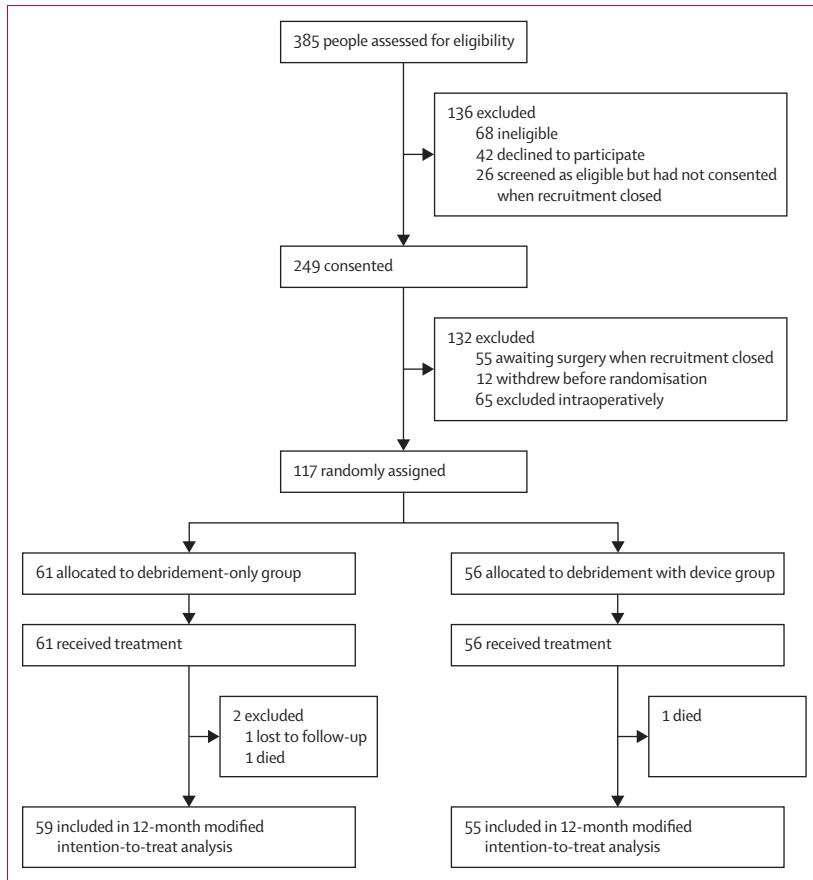 385 people assessed for eligibility
136 excluded
68 ineligible
42 declined to participate
26 screened as eligible but had not consented
when recruitment closed
249 consented
132 excluded
55 awaiting surgery when recruitment closed
12 withdrew before randomisation
65 excluded intraoperatively
117 randomly assigned
61 allocated to debridement-only group
56 allocated to debridement with device group
61 received treatment
56 received treatment
2 excluded
1 lost to follow-up
1 died
1 died
59 included in 12-month modified
intention-to-treat analysis
55 included in 12-month modified
intention-to-treat analysis